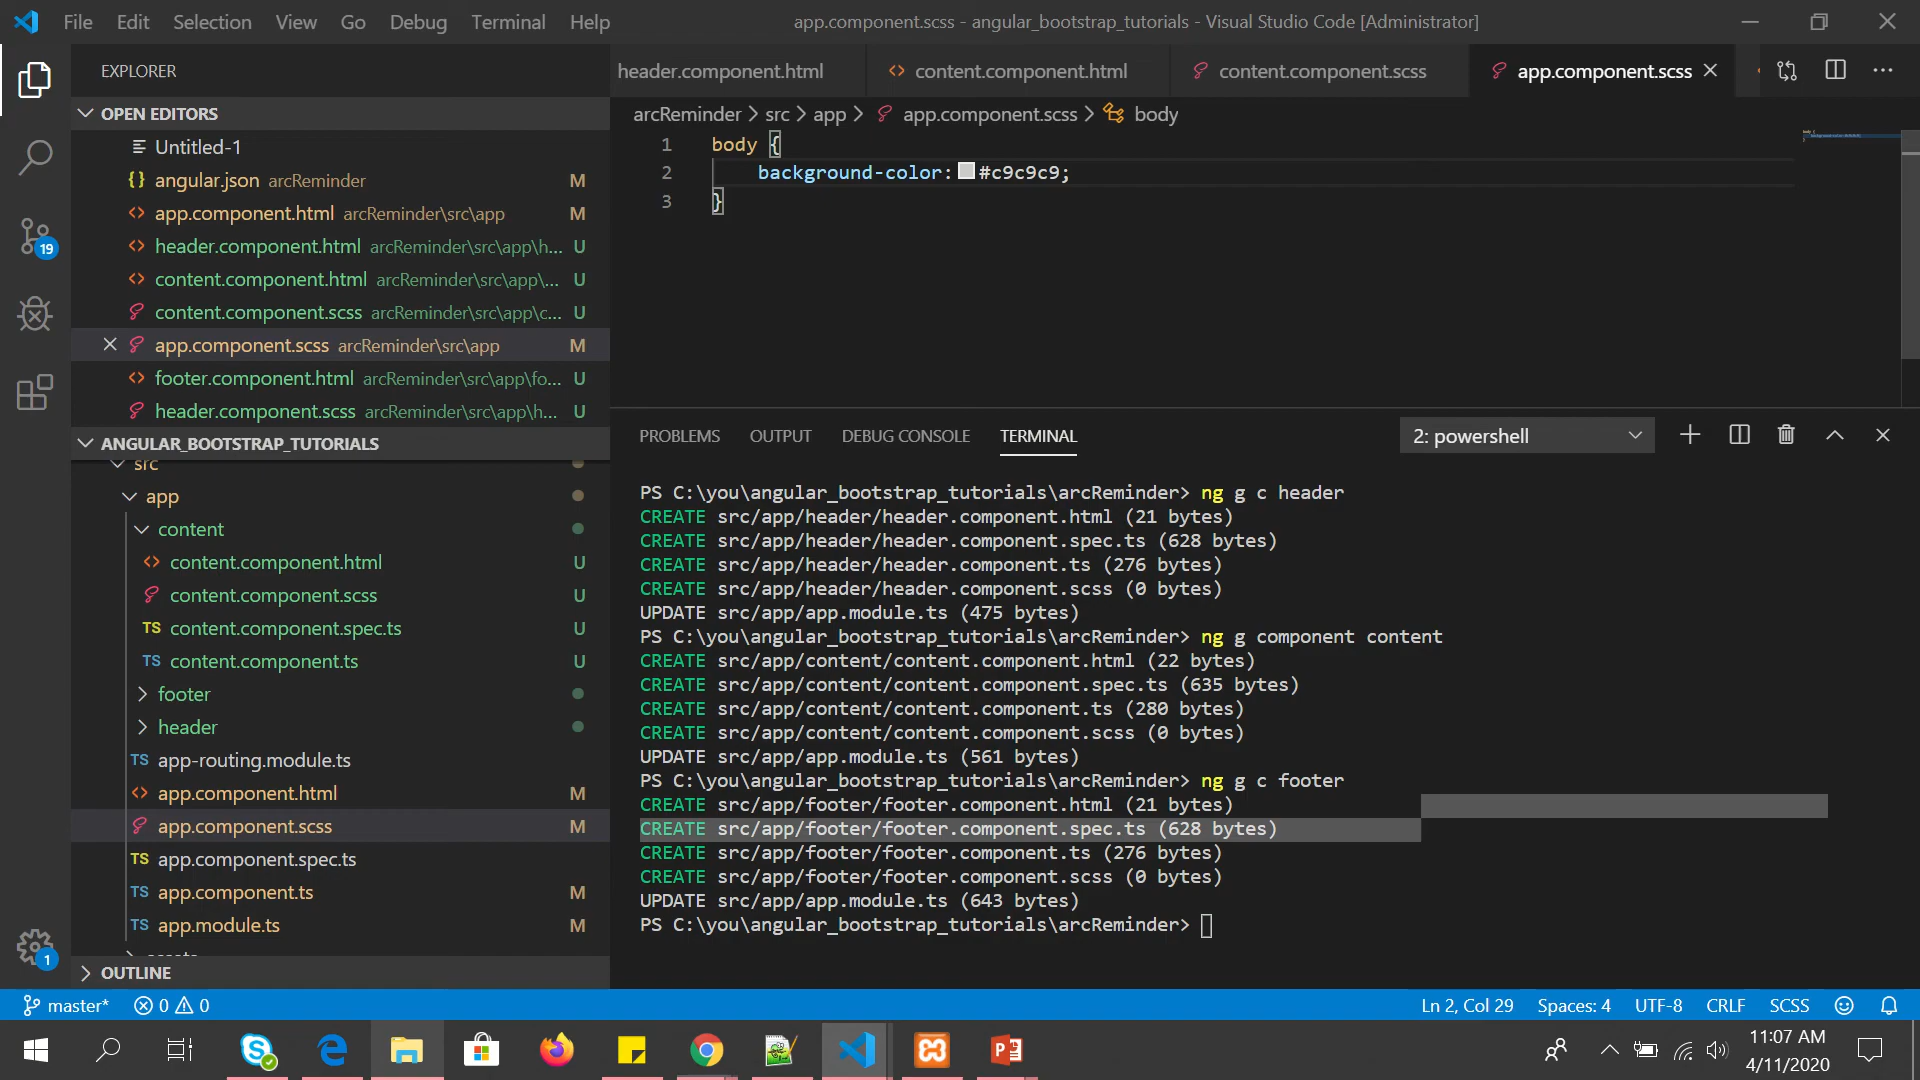 File Edit Selection View Go Debug Terminal Help
app.component.scss - angular_bootstrap_tutorials - Visual Studio Code [Administrator]
EXPLORER
OPEN EDITORS
Untitled-1
angular.json arcReminder M
app.component.html arcReminder\src\app M
header.component.html arcReminder\src\app\h... U
content.component.html arcReminder\src\app\... U
content.component.scss arcReminder\src\app\c... U
app.component.scss arcReminder\src\app M
footer.component.html arcReminder\src\app\fo... U
header.component.scss arcReminder\src\app\h... U
ANGULAR_BOOTSTRAP_TUTORIALS
src
app
content
content.component.html U
content.component.scss U
TS content.component.spec.ts U
TS content.component.ts U
footer
header
TS app-routing.module.ts
app.component.html M
app.component.scss M
TS app.component.spec.ts
TS app.component.ts M
TS app.module.ts M
OUTLINE
19
1
header.component.html content.component.html content.component.scss app.component.scss
arcReminder > src > app > app.component.scss > body
1 body {
2 background-color: #c9c9c9;
3 }
PROBLEMS OUTPUT DEBUG CONSOLE TERMINAL 2: powershell
PS C:\you\angular_bootstrap_tutorials\arcReminder> ng g c header
CREATE src/app/header/header.component.html (21 bytes)
CREATE src/app/header/header.component.spec.ts (628 bytes)
CREATE src/app/header/header.component.ts (276 bytes)
CREATE src/app/header/header.component.scss (0 bytes)
UPDATE src/app/app.module.ts (475 bytes)
PS C:\you\angular_bootstrap_tutorials\arcReminder> ng g component content
CREATE src/app/content/content.component.html (22 bytes)
CREATE src/app/content/content.component.spec.ts (635 bytes)
CREATE src/app/content/content.component.ts (280 bytes)
CREATE src/app/content/content.component.scss (0 bytes)
UPDATE src/app/app.module.ts (561 bytes)
PS C:\you\angular_bootstrap_tutorials\arcReminder> ng g c footer
CREATE src/app/footer/footer.component.html (21 bytes)
CREATE src/app/footer/footer.component.spec.ts (628 bytes)
CREATE src/app/footer/footer.component.ts (276 bytes)
CREATE src/app/footer/footer.component.scss (0 bytes)
UPDATE src/app/app.module.ts (643 bytes)
PS C:\you\angular_bootstrap_tutorials\arcReminder>
master* 0 0 Ln 2, Col 29 Spaces: 4 UTF-8 CRLF SCSS
11:07 AM
4/11/2020